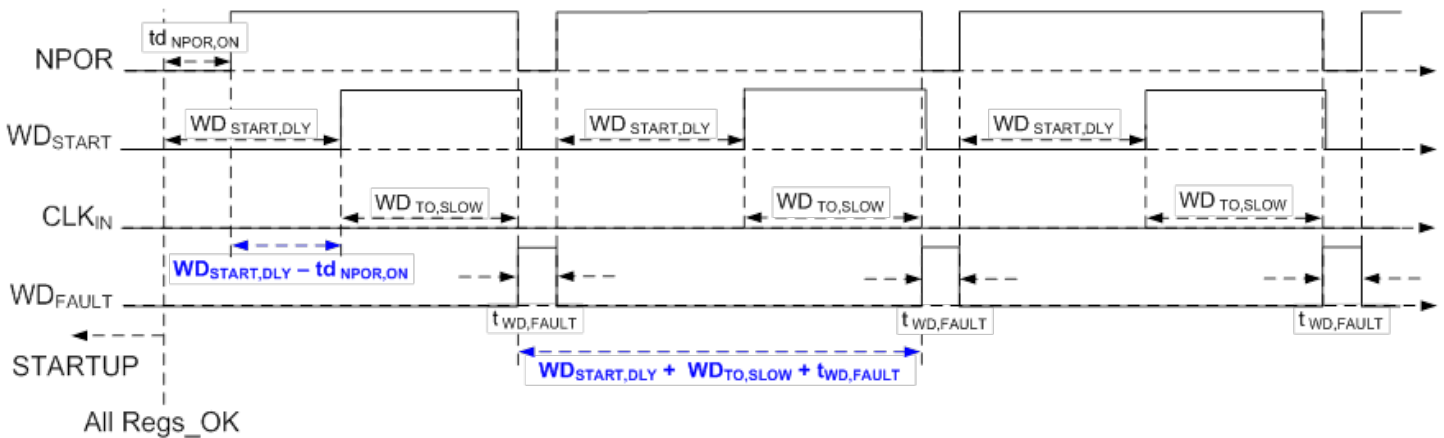 td NPOR,ON
NPOR
WD START,DLY WD START,DLY WD START,DLY
WDSTART
WD TO,SLOW WD TO,SLOW WD TO,SLOW
CLKIN
WDSTART,DLY – td NPOR,ON
WDFAULT
t WD,FAULT t WD,FAULT t WD,FAULT
STARTUP
WDSTART,DLY + WDTO,SLOW + tWD,FAULT
All Regs_OK